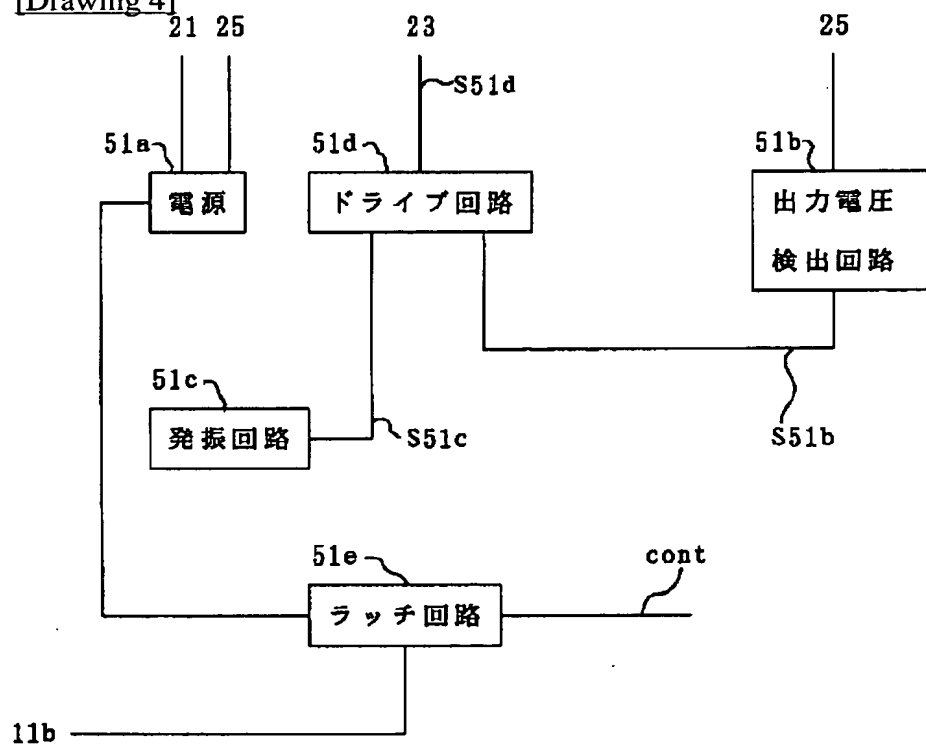 [Drawing 4]
21 25 23 25
S51d
51a 51d 51b
電源 ドライブ回路 出力電圧
検出回路
51c
発振回路 S51c S51b
51e cont
ラッチ回路
11b